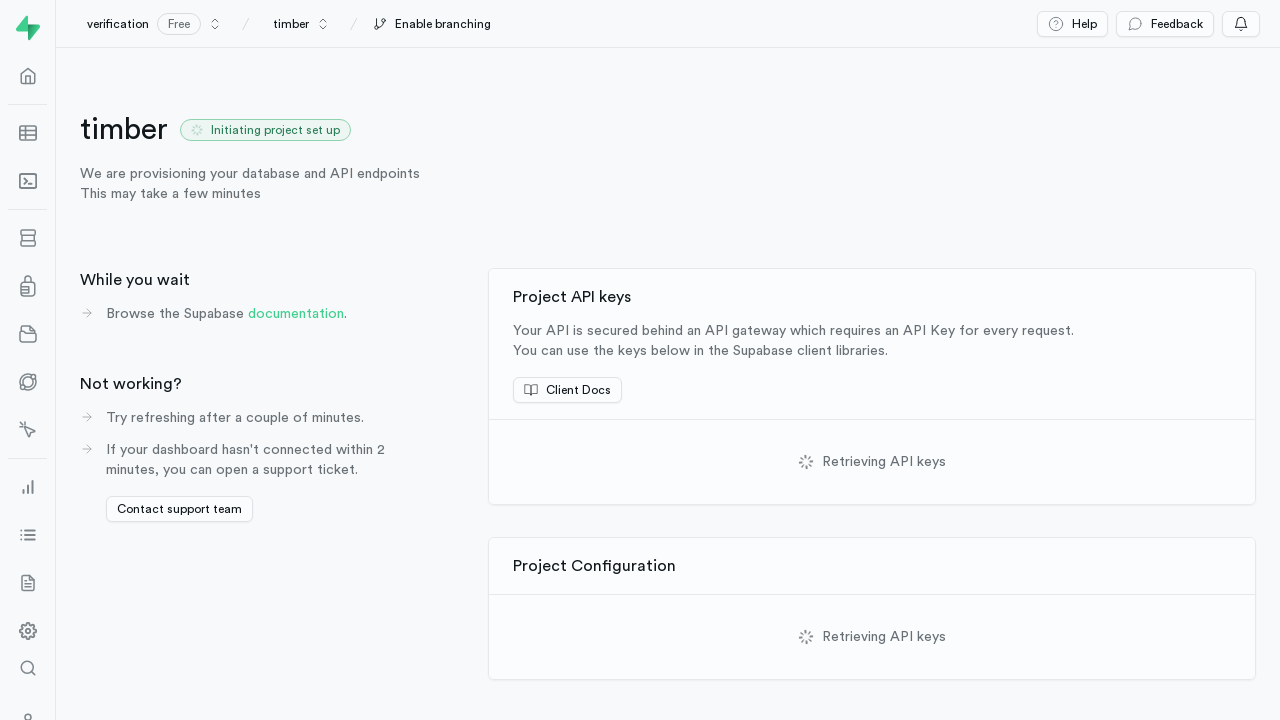 verification Free / timber / Enable branching Help Feedback
timber Initiating project set up
We are provisioning your database and API endpoints
This may take a few minutes
While you wait
Browse the Supabase documentation.
Not working?
Try refreshing after a couple of minutes.
If your dashboard hasn't connected within 2
minutes, you can open a support ticket.
Contact support team
Project API keys
Your API is secured behind an API gateway which requires an API Key for every request.
You can use the keys below in the Supabase client libraries.
Client Docs
Retrieving API keys
Project Configuration
Retrieving API keys